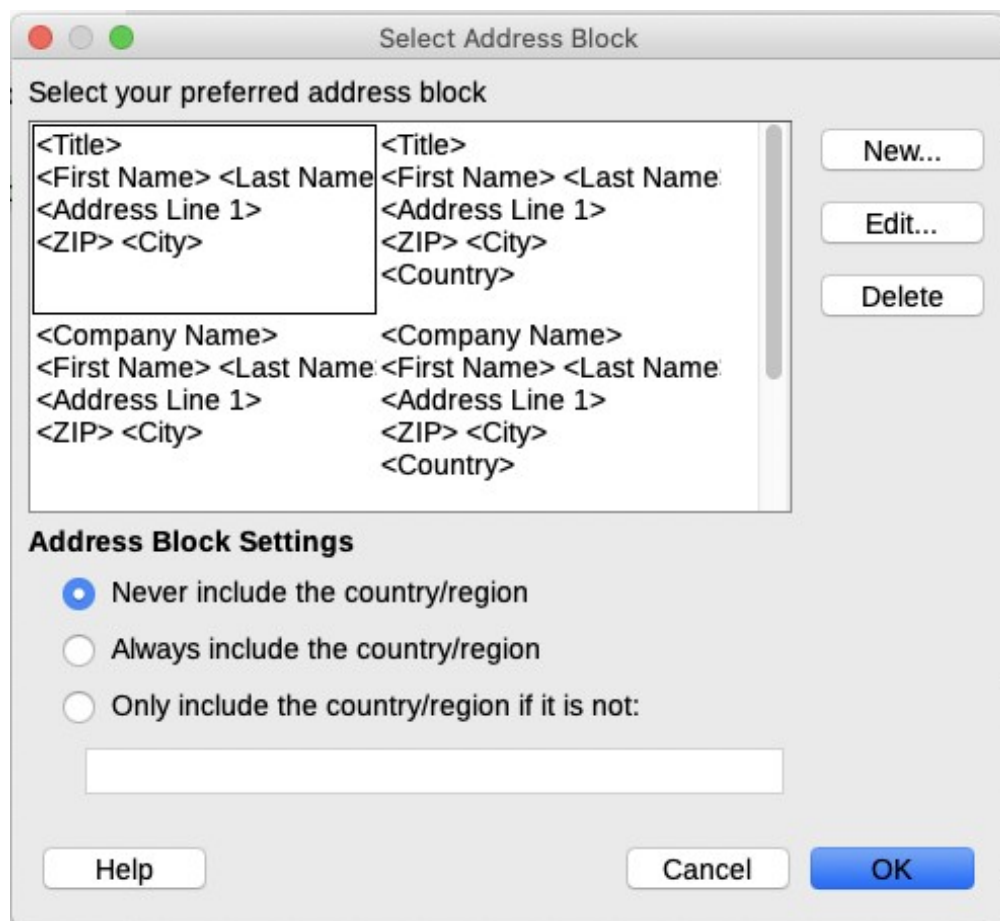 Select Address Block
Select your preferred address block
<Title>
<First Name> <Last Name
<Address Line 1>
<ZIP> <City>
<Title>
<First Name> <Last Name
<Address Line 1>
<ZIP> <City>
<Country>
<Company Name>
<First Name> <Last Name
<Address Line 1>
<ZIP> <City>
<Company Name>
<First Name> <Last Name
<Address Line 1>
<ZIP> <City>
<Country>
New...
Edit...
Delete
Address Block Settings
Never include the country/region
Always include the country/region
Only include the country/region if it is not:
Help
Cancel
OK